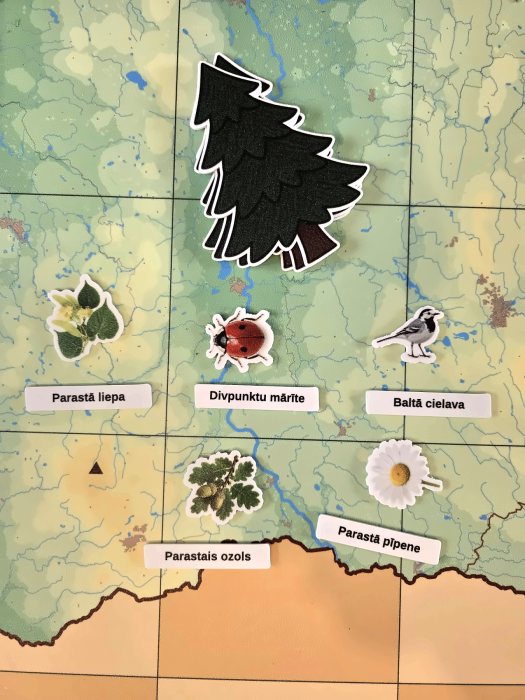 Parastā liepa
Divpunktu mārīte
Baltā cielava
Parastais ozols
Parastā pīpene